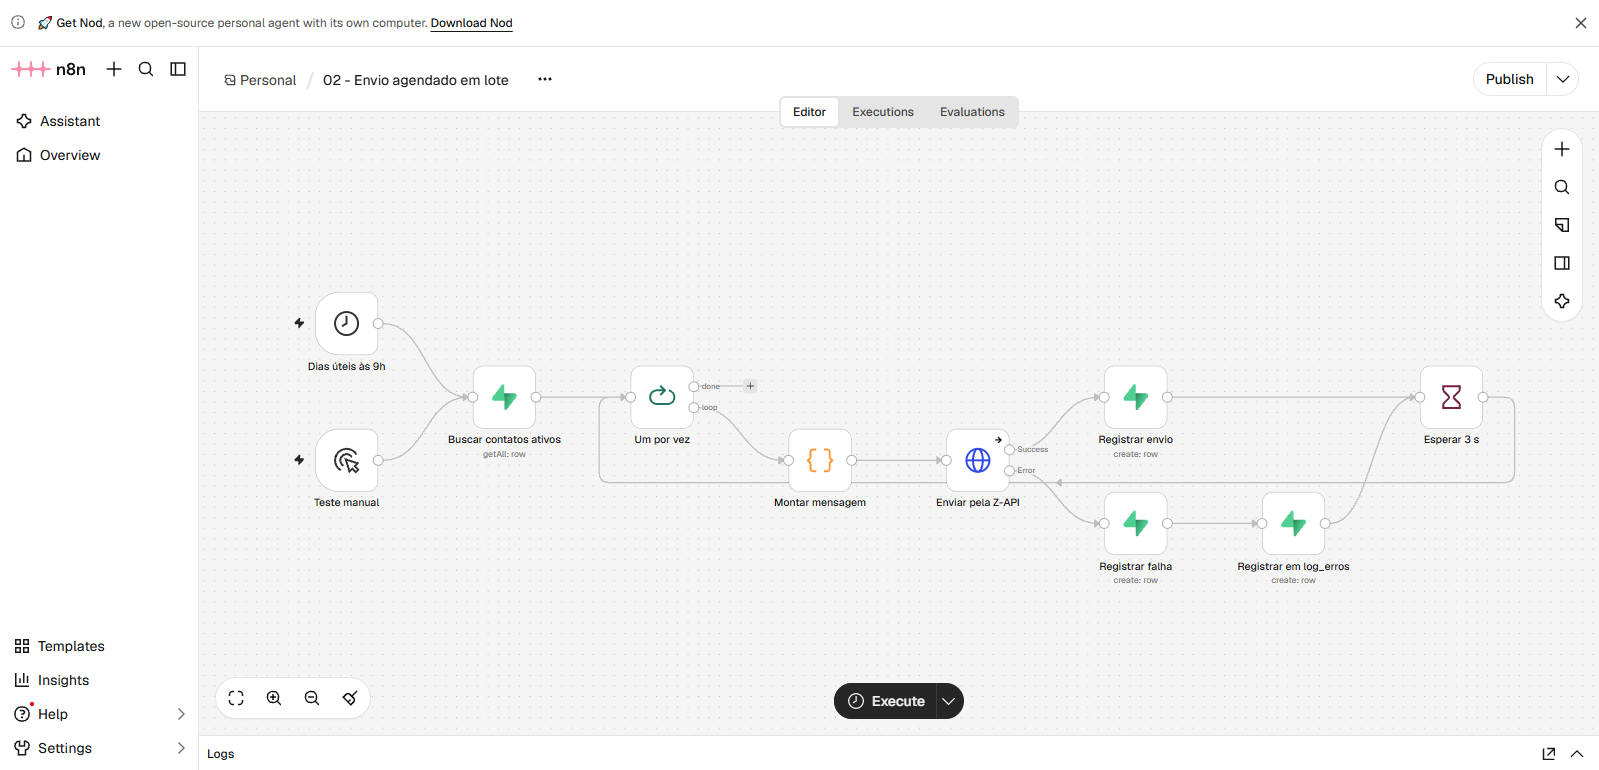 🚀 Get Nod, a new open-source personal agent with its own computer. Download Nod
n8n
Personal / 02 - Envio agendado em lote
Publish
Editor
Executions
Evaluations
Assistant
Overview
Dias úteis às 9h
done
loop
Buscar contatos ativos
getAll: row
Um por vez
Registrar envio
create: row
Esperar 3 s
Success
Error
Teste manual
Montar mensagem
Enviar pela Z-API
Registrar falha
create: row
Registrar em log_erros
create: row
Templates
Insights
Help
Settings
Execute
Logs